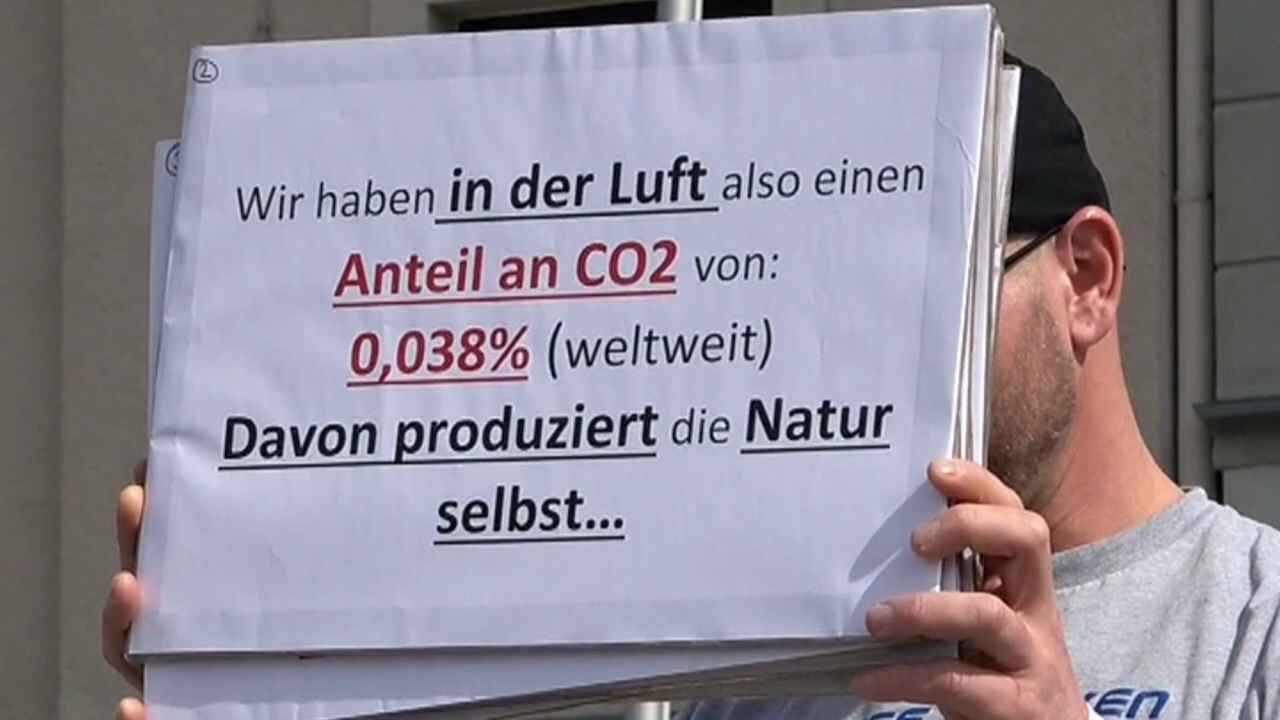 2
Wir haben in der Luft also einen
Anteil an CO2 von:
0,038% (weltweit)
Davon produziert die Natur
selbst...